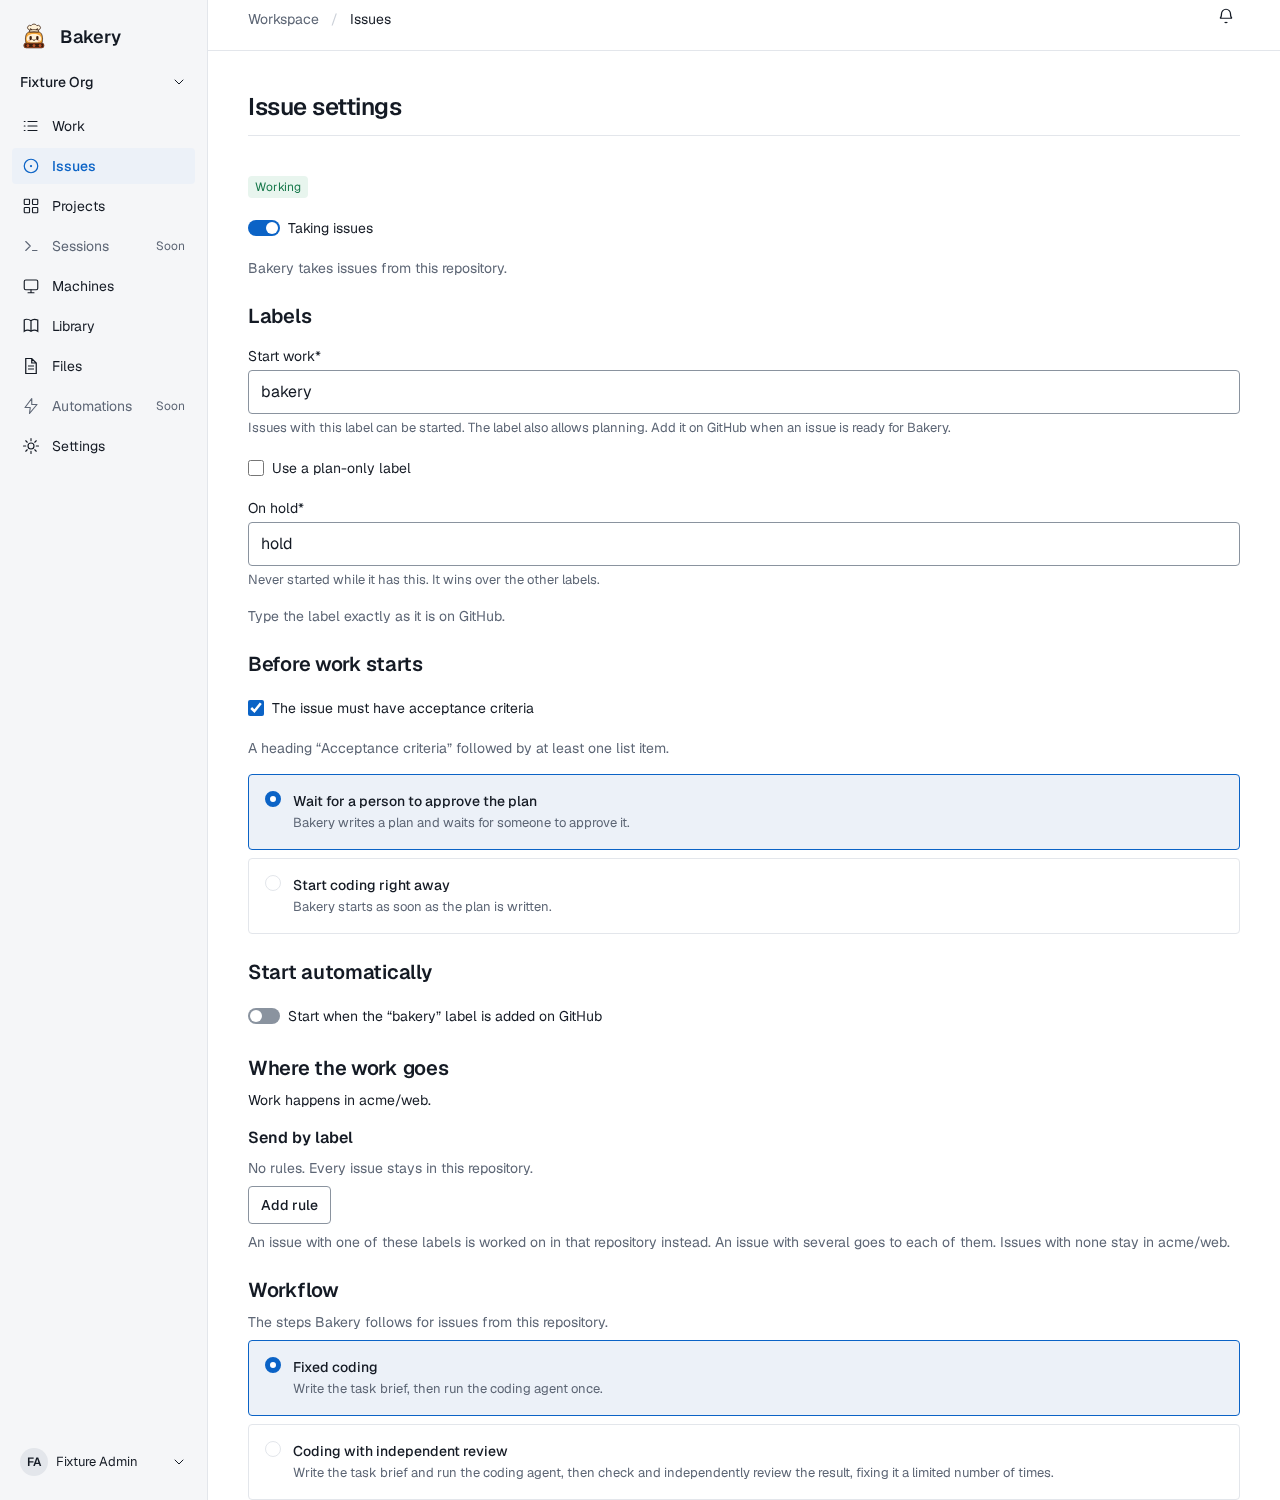 Bakery
Fixture Org
Work
Issues
Projects
Sessions Soon
Machines
Library
Files
Automations Soon
Settings
FA Fixture Admin
Workspace / Issues
Issue settings
Working
Taking issues
Bakery takes issues from this repository.
Labels
Start work*
bakery
Issues with this label can be started. The label also allows planning. Add it on GitHub when an issue is ready for Bakery.
Use a plan-only label
On hold*
hold
Never started while it has this. It wins over the other labels.
Type the label exactly as it is on GitHub.
Before work starts
The issue must have acceptance criteria
A heading “Acceptance criteria” followed by at least one list item.
Wait for a person to approve the plan
Bakery writes a plan and waits for someone to approve it.
Start coding right away
Bakery starts as soon as the plan is written.
Start automatically
Start when the “bakery” label is added on GitHub
Where the work goes
Work happens in acme/web.
Send by label
No rules. Every issue stays in this repository.
Add rule
An issue with one of these labels is worked on in that repository instead. An issue with several goes to each of them. Issues with none stay in acme/web.
Workflow
The steps Bakery follows for issues from this repository.
Fixed coding
Write the task brief, then run the coding agent once.
Coding with independent review
Write the task brief and run the coding agent, then check and independently review the result, fixing it a limited number of times.